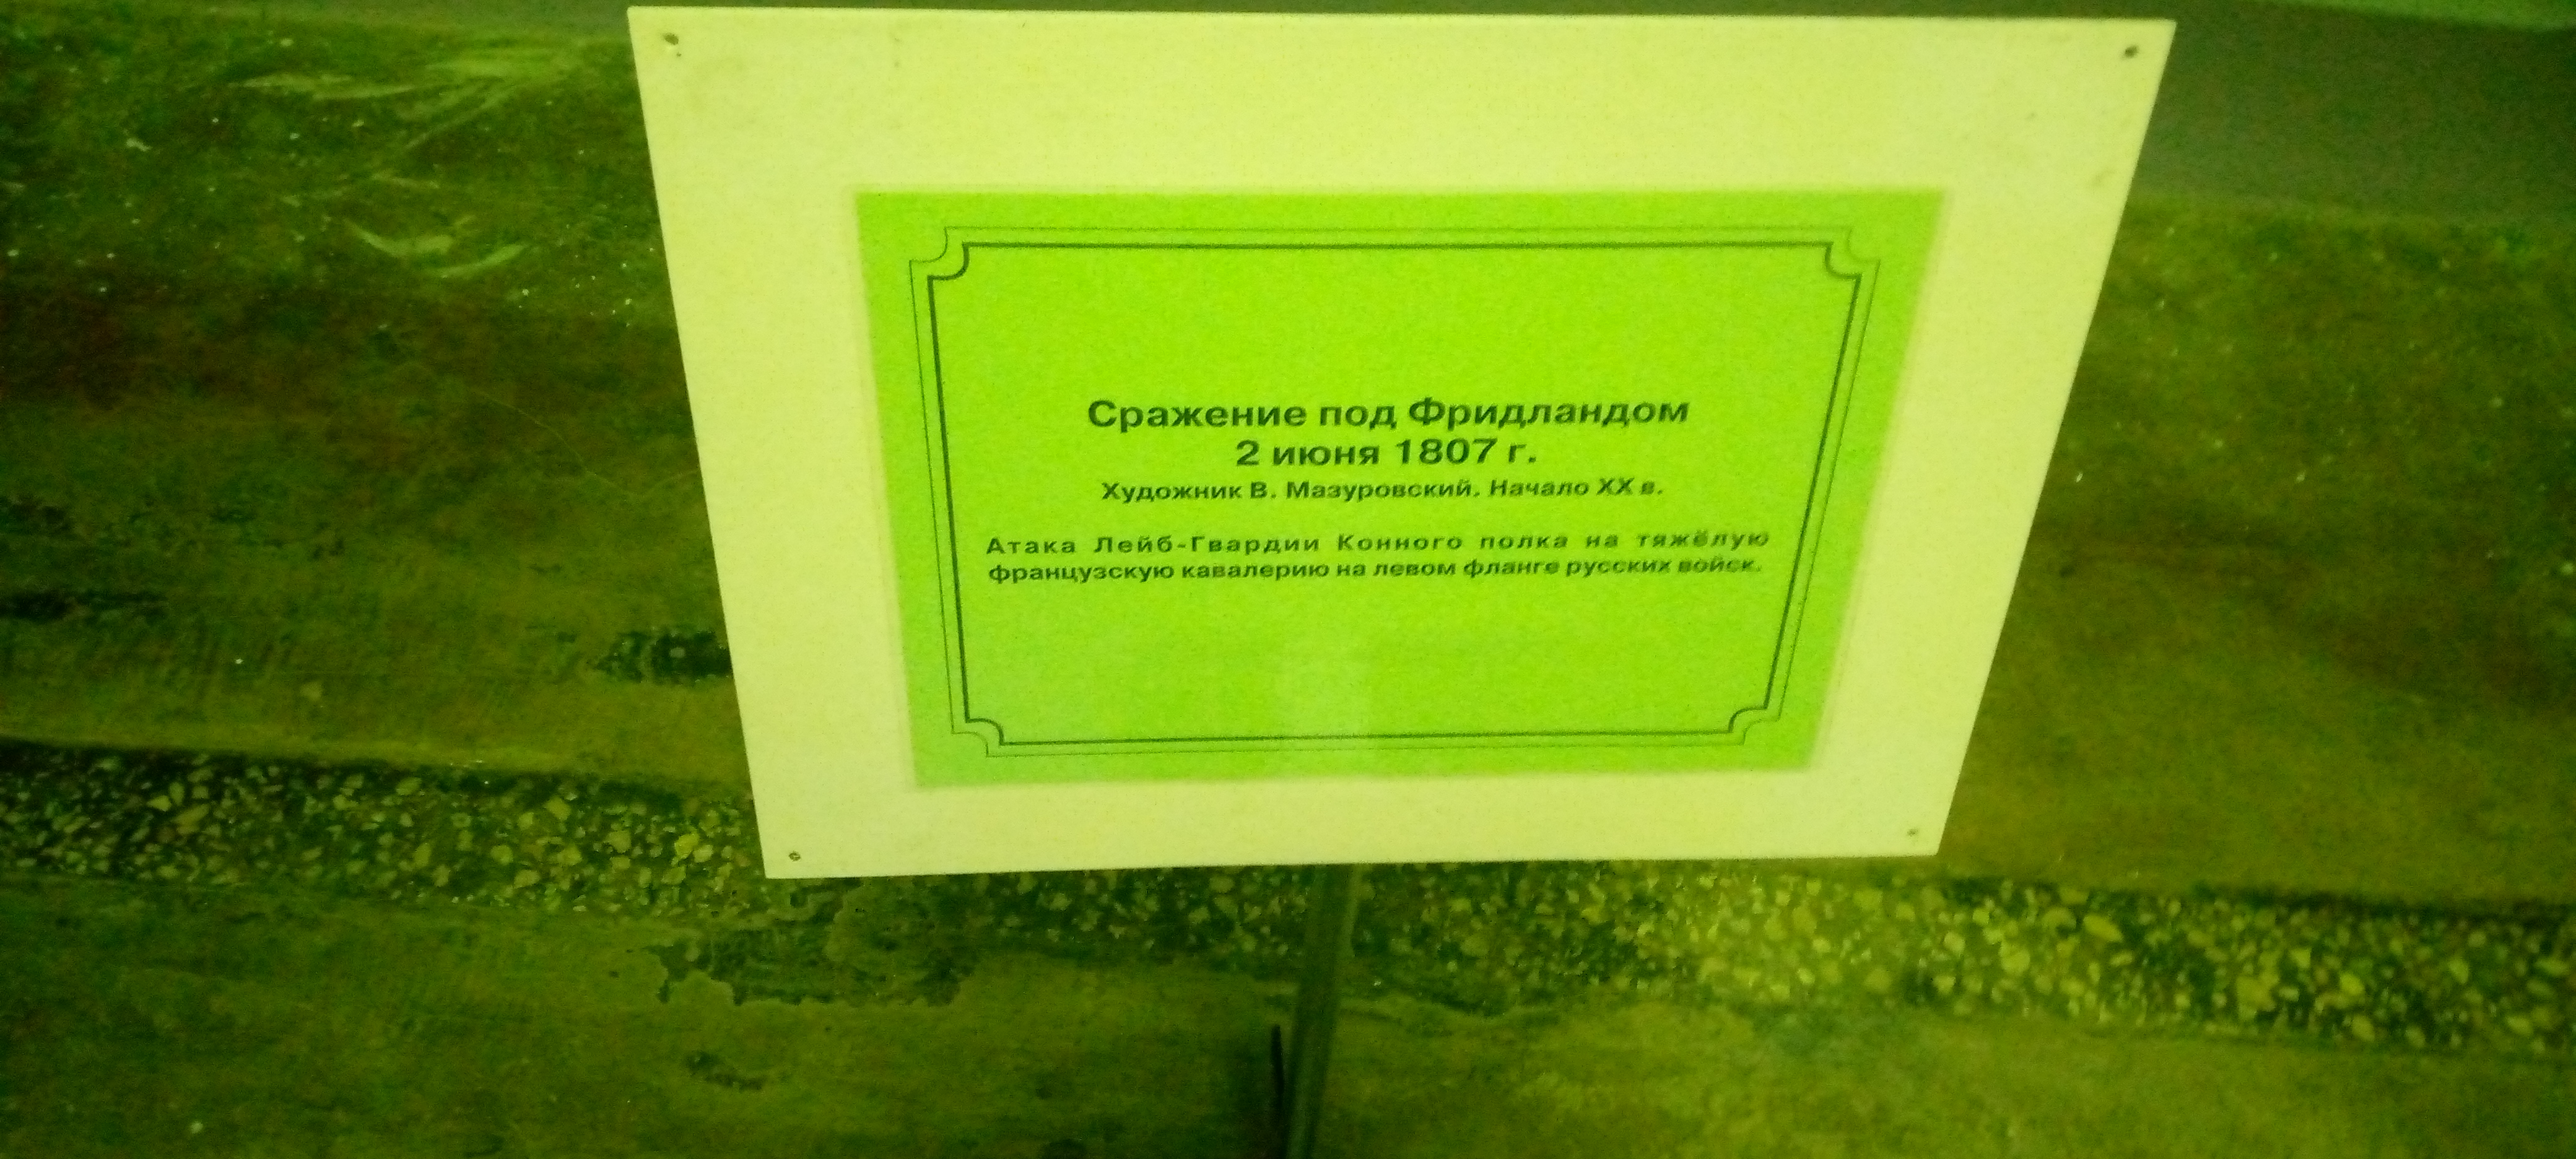 Сражение под Фридландом
2 июня 1807 г.
Художник В. Мазуровский. Начало XX в.
Атака Лейб-Гвардии Конного полка на тяжёлую
французскую кавалерию на левом фланге русских войск.